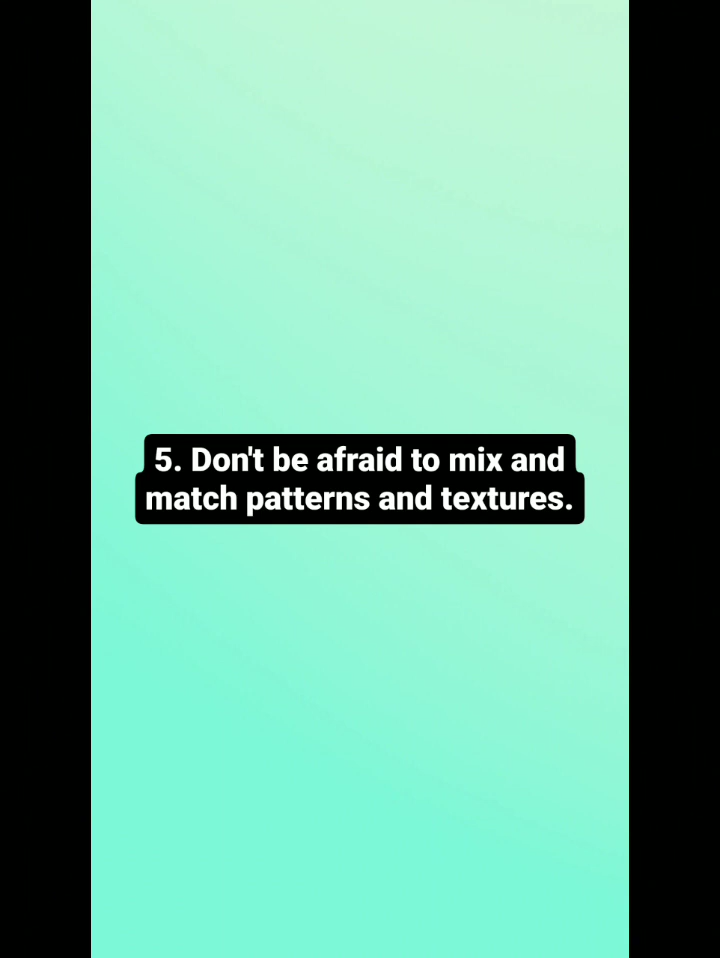 5. Don't be afraid to mix and
match patterns and textures.